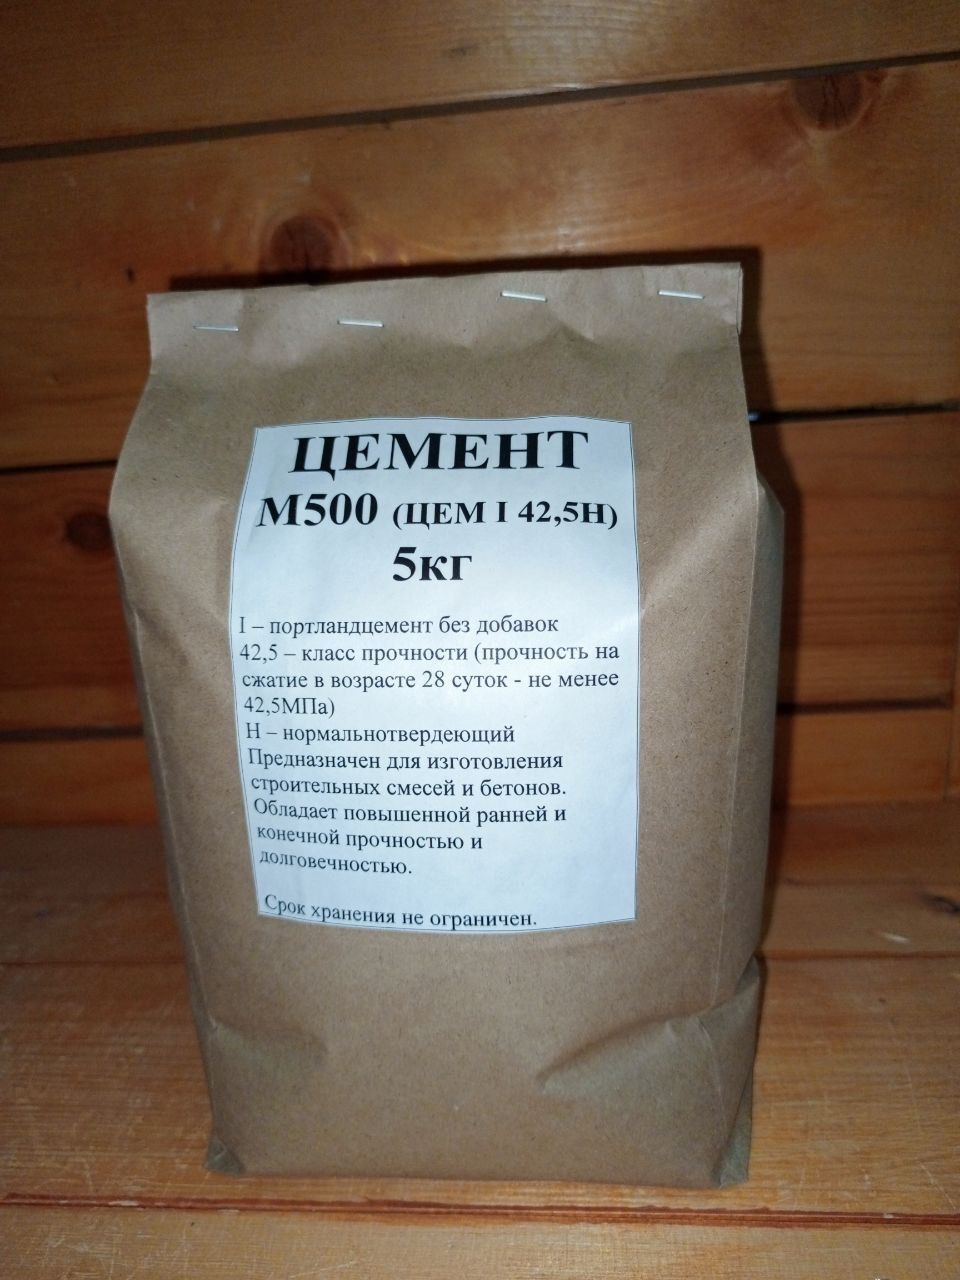 ЦЕМЕНТ
М500 (ЦЕМ I 42,5Н)
5кг
I – портландцемент без добавок
42,5 – класс прочности (прочность на
сжатие в возрасте 28 суток - не менее
42,5МПа)
Н – нормальнотвердеющий
Предназначен для изготовления
строительных смесей и бетонов.
Обладает повышенной ранней и
конечной прочностью и
долговечностью.
Срок хранения не ограничен.